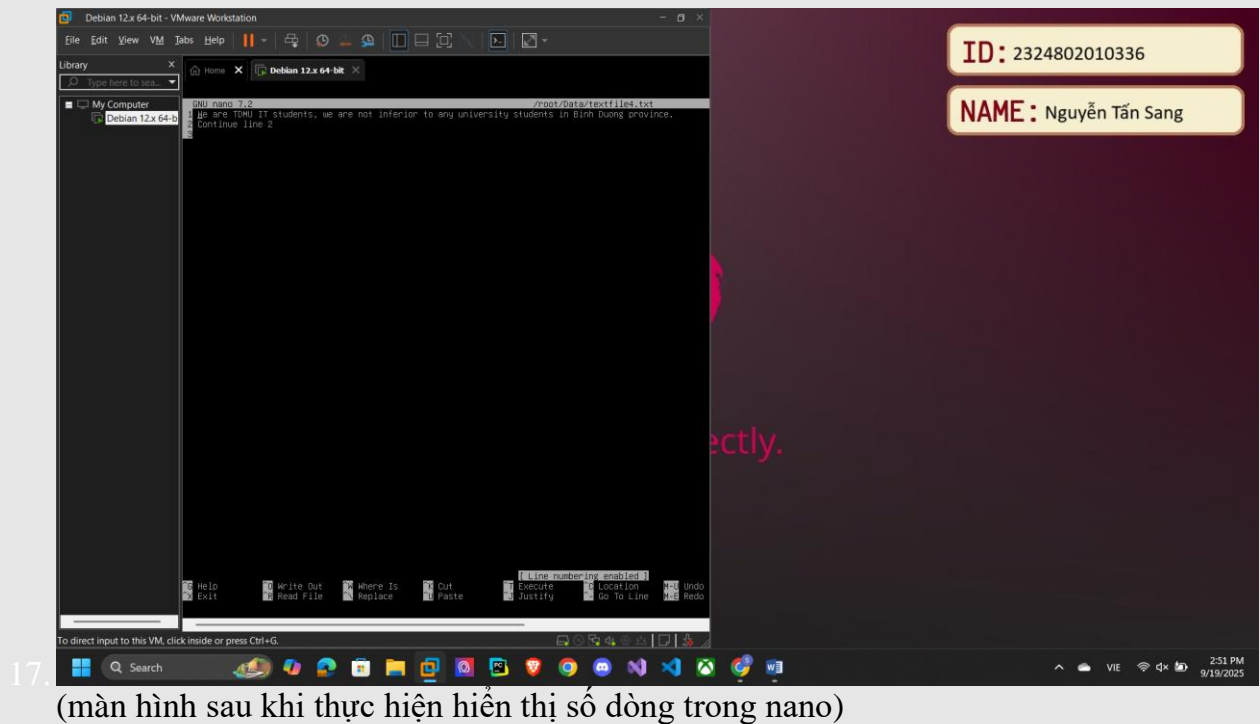 Debian 12.x 64-bit - VMware Workstation
File Edit View VM Tabs Help
Library
Type here to sea...
Home
Debian 12.x 64-bit
My Computer
Debian 12.x 64-b
GNU nano 7.2 /root/Data/textfile4.txt
1 We are TDMU IT students, we are not inferior to any university students in Binh Duong province.
2 Continue line 2
3
ID: 2324802010336
NAME: Nguyễn Tấn Sang
ectly.
[ Line numbering enabled ]
^G Help ^O Write Out ^W Where Is ^K Cut ^T Execute ^C Location M-U Undo
^X Exit ^R Read File ^\ Replace ^U Paste ^J Justify Go To Line M-E Redo
To direct input to this VM, click inside or press Ctrl+G.
17.
Search
VIE
2:51 PM
9/19/2025
(màn hình sau khi thực hiện hiển thị số dòng trong nano)